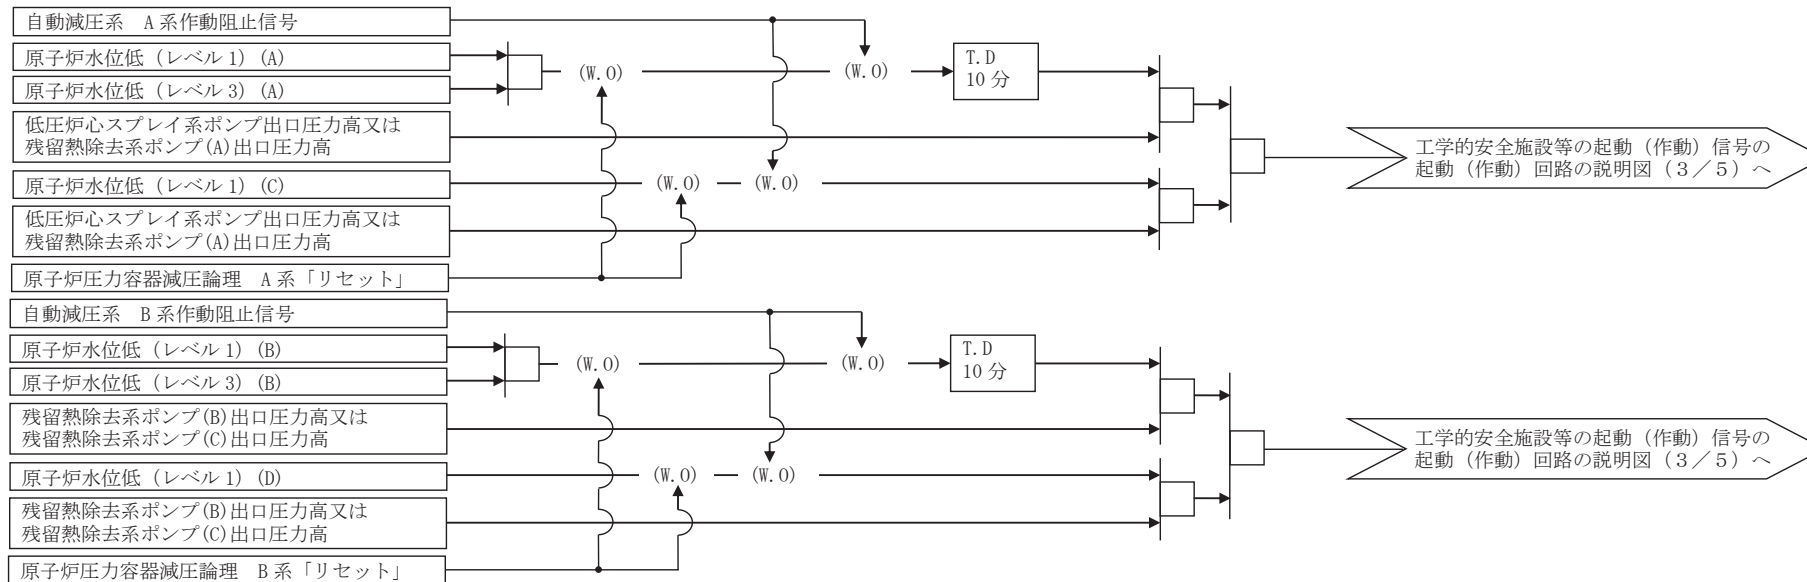 自動減圧系　A系作動阻止信号
原子炉水位低（レベル1）(A)
原子炉水位低（レベル3）(A)
(W.O)
(W.O)
T.D
10分
低圧炉心スプレイ系ポンプ出口圧力高又は
残留熱除去系ポンプ(A)出口圧力高
工学的安全施設等の起動（作動）信号の
起動（作動）回路の説明図（３／５）へ
原子炉水位低（レベル1）(C)
(W.O)
(W.O)
低圧炉心スプレイ系ポンプ出口圧力高又は
残留熱除去系ポンプ(A)出口圧力高
原子炉圧力容器減圧論理　A系「リセット」
自動減圧系　B系作動阻止信号
原子炉水位低（レベル1）(B)
原子炉水位低（レベル3）(B)
(W.O)
(W.O)
T.D
10分
残留熱除去系ポンプ(B)出口圧力高又は
残留熱除去系ポンプ(C)出口圧力高
工学的安全施設等の起動（作動）信号の
起動（作動）回路の説明図（３／５）へ
原子炉水位低（レベル1）(D)
(W.O)
(W.O)
残留熱除去系ポンプ(B)出口圧力高又は
残留熱除去系ポンプ(C)出口圧力高
原子炉圧力容器減圧論理　B系「リセット」